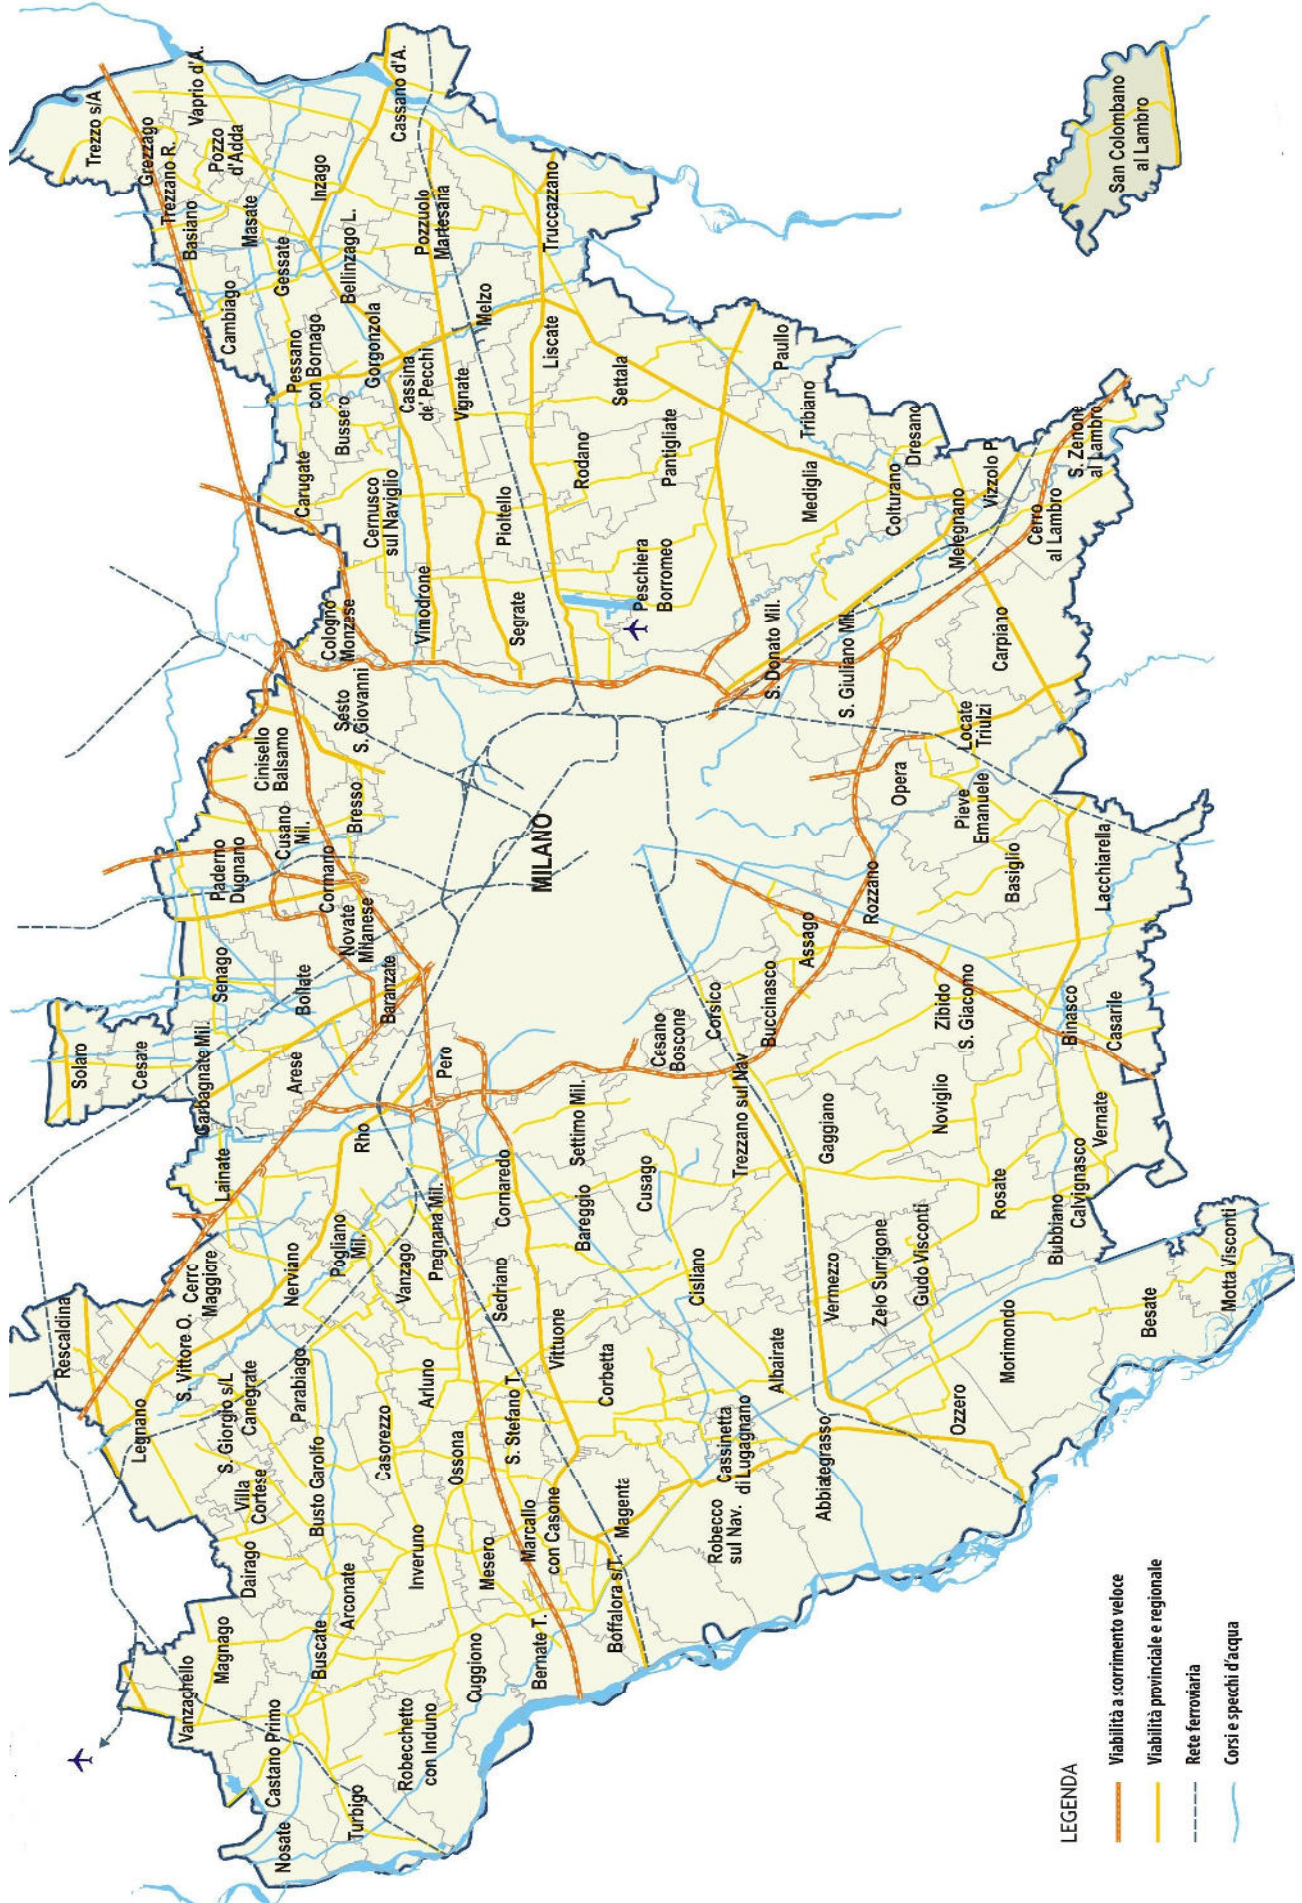 Rescaldina
Solaro
Cesate
Trezzo s/A
Legnano
Cerro
Maggiore
S. Vittore O.
Lainate
Garbagnate Mil.
Senago
Paderno
Dugnano
Cinisello
Balsamo
Cusano
Mil.
Grezzago
Trezzano R.
Vaprio d'A.
Basiano
Pozzo
d'Adda
Masate
Cambiago
Gessate
Vanzaghello
Magnago
Dairago
Villa
Cortese
S. Giorgio s/L
Canegrate
Parabiago
Nerviano
Arese
Bollate
Cormano
Novate
Milanese
Bresso
Sesto
S. Giovanni
Cologno
Monzese
Carugate
Pessano
con Bornago
Bussero
Gorgonzola
Bellinzago L.
Inzago
Cassano d'A.
Castano Primo
Nosate
Buscate
Arconate
Busto Garolfo
Casorezzo
Pogliano
Mil.
Rho
Baranzate
Pero
Turbigo
Robecchetto
con Induno
Inveruno
Ossona
Arluno
Vanzago
Pregnana Mil.
Cernusco
sul Naviglio
Vimodrone
Cassina
de' Pecchi
Pozzuolo
Martesana
Cuggiono
Mesero
Marcallo
con Casone
S. Stefano T.
Sedriano
Cornaredo
MILANO
Segrate
Pioltello
Vignate
Melzo
Truccazzano
Bernate T.
Boffalora s/T.
Magenta
Corbetta
Vittuone
Bareggio
Settimo Mil.
Cusago
Cesano
Boscone
Corsico
Peschiera
Borromeo
Rodano
Liscate
Settala
Pantigliate
Robecco
sul Nav.
Cassinetta
di Lugagnano
Albairate
Cisliano
Trezzano sul Nav
Buccinasco
Assago
S. Donato Mil.
Mediglia
Tribiano
Paullo
Abbiategrasso
Vermezzo
Zelo Surrigone
Gudo Visconti
Gaggiano
Rozzano
Opera
S. Giuliano Mil.
Colturano
Dresano
Ozzero
Morimondo
Rosate
Noviglio
Zibido
S. Giacomo
Basiglio
Pieve
Emanuele
Locate
Triulzi
Carpiano
Melegnano
Vizzolo P.
Cerro
al Lambro
S. Zenone
al Lambro
San Colombano
al Lambro
Bubbiano
Calvignasco
Vernate
Binasco
Casarile
Lacchiarella
Besate
Motta Visconti
LEGENDA
Viabilità a scorrimento veloce
Viabilità provinciale e regionale
Rete ferroviaria
Corsi e specchi d'acqua